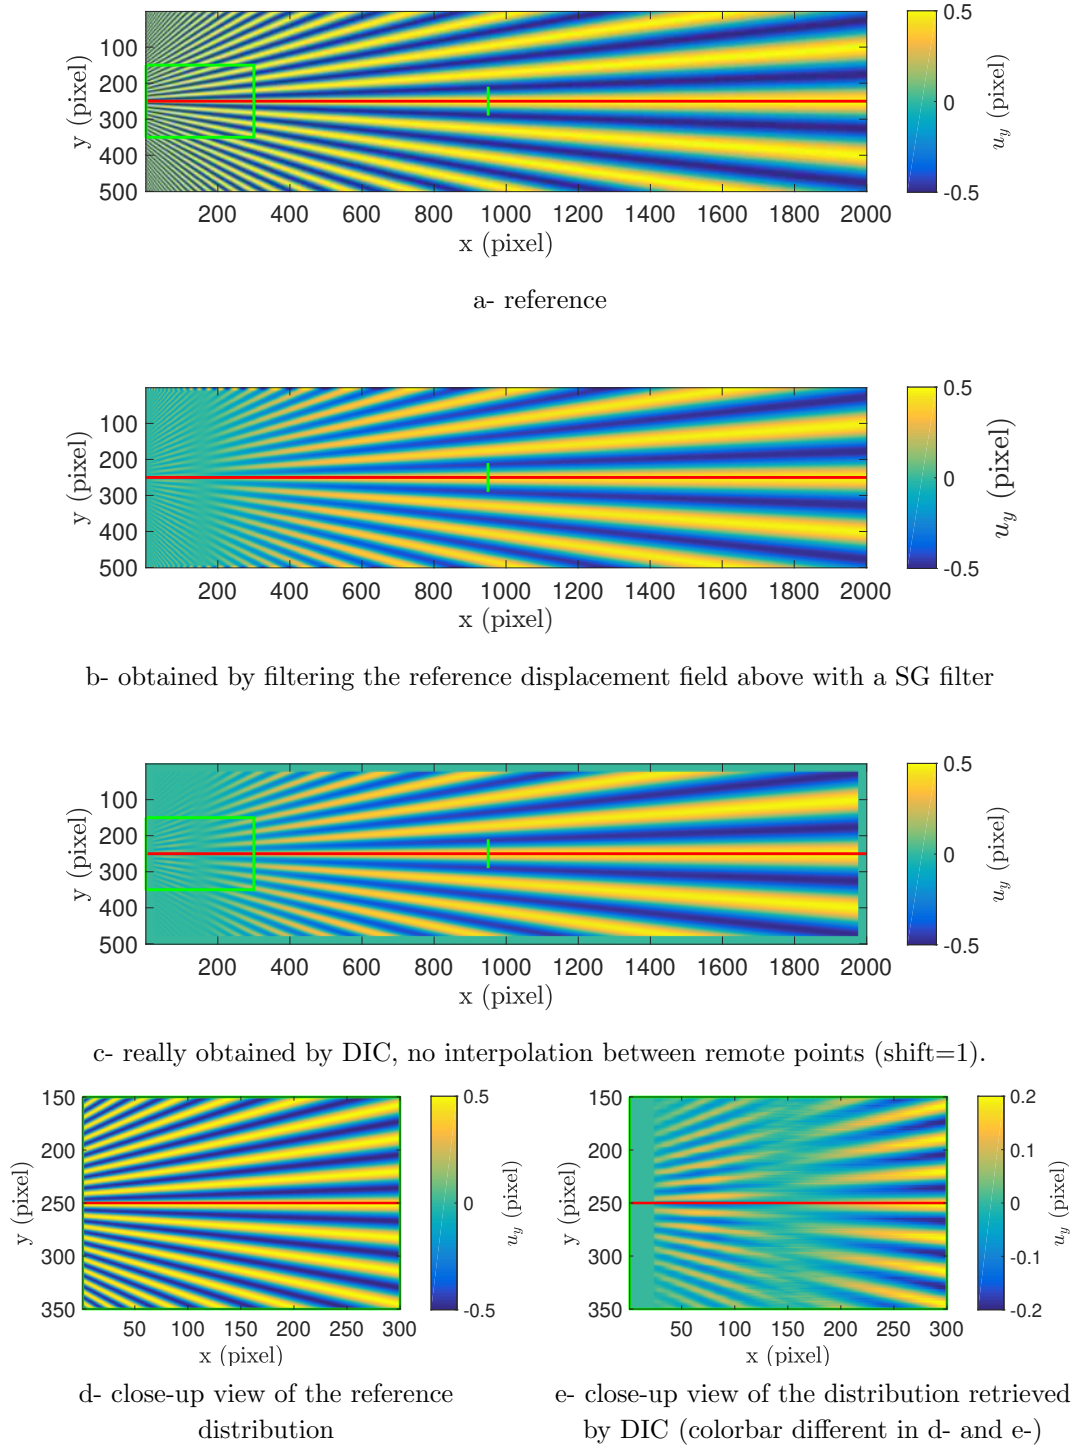 100
200
300
400
500
y (pixel)
200 400 600 800 1000 1200 1400 1600 1800 2000
x (pixel)
0.5
0
-0.5
u_y (pixel)
a- reference
100
200
300
400
500
y (pixel)
200 400 600 800 1000 1200 1400 1600 1800 2000
x (pixel)
0.5
0
-0.5
u_y (pixel)
b- obtained by filtering the reference displacement field above with a SG filter
100
200
300
400
500
y (pixel)
200 400 600 800 1000 1200 1400 1600 1800 2000
x (pixel)
0.5
0
-0.5
u_y (pixel)
c- really obtained by DIC, no interpolation between remote points (shift=1).
150
200
250
300
350
y (pixel)
50 100 150 200 250 300
x (pixel)
0.5
0
-0.5
u_y (pixel)
d- close-up view of the reference
distribution
150
200
250
300
350
y (pixel)
50 100 150 200 250 300
x (pixel)
0.2
0.1
0
-0.1
-0.2
u_y (pixel)
e- close-up view of the distribution retrieved
by DIC (colorbar different in d- and e-)